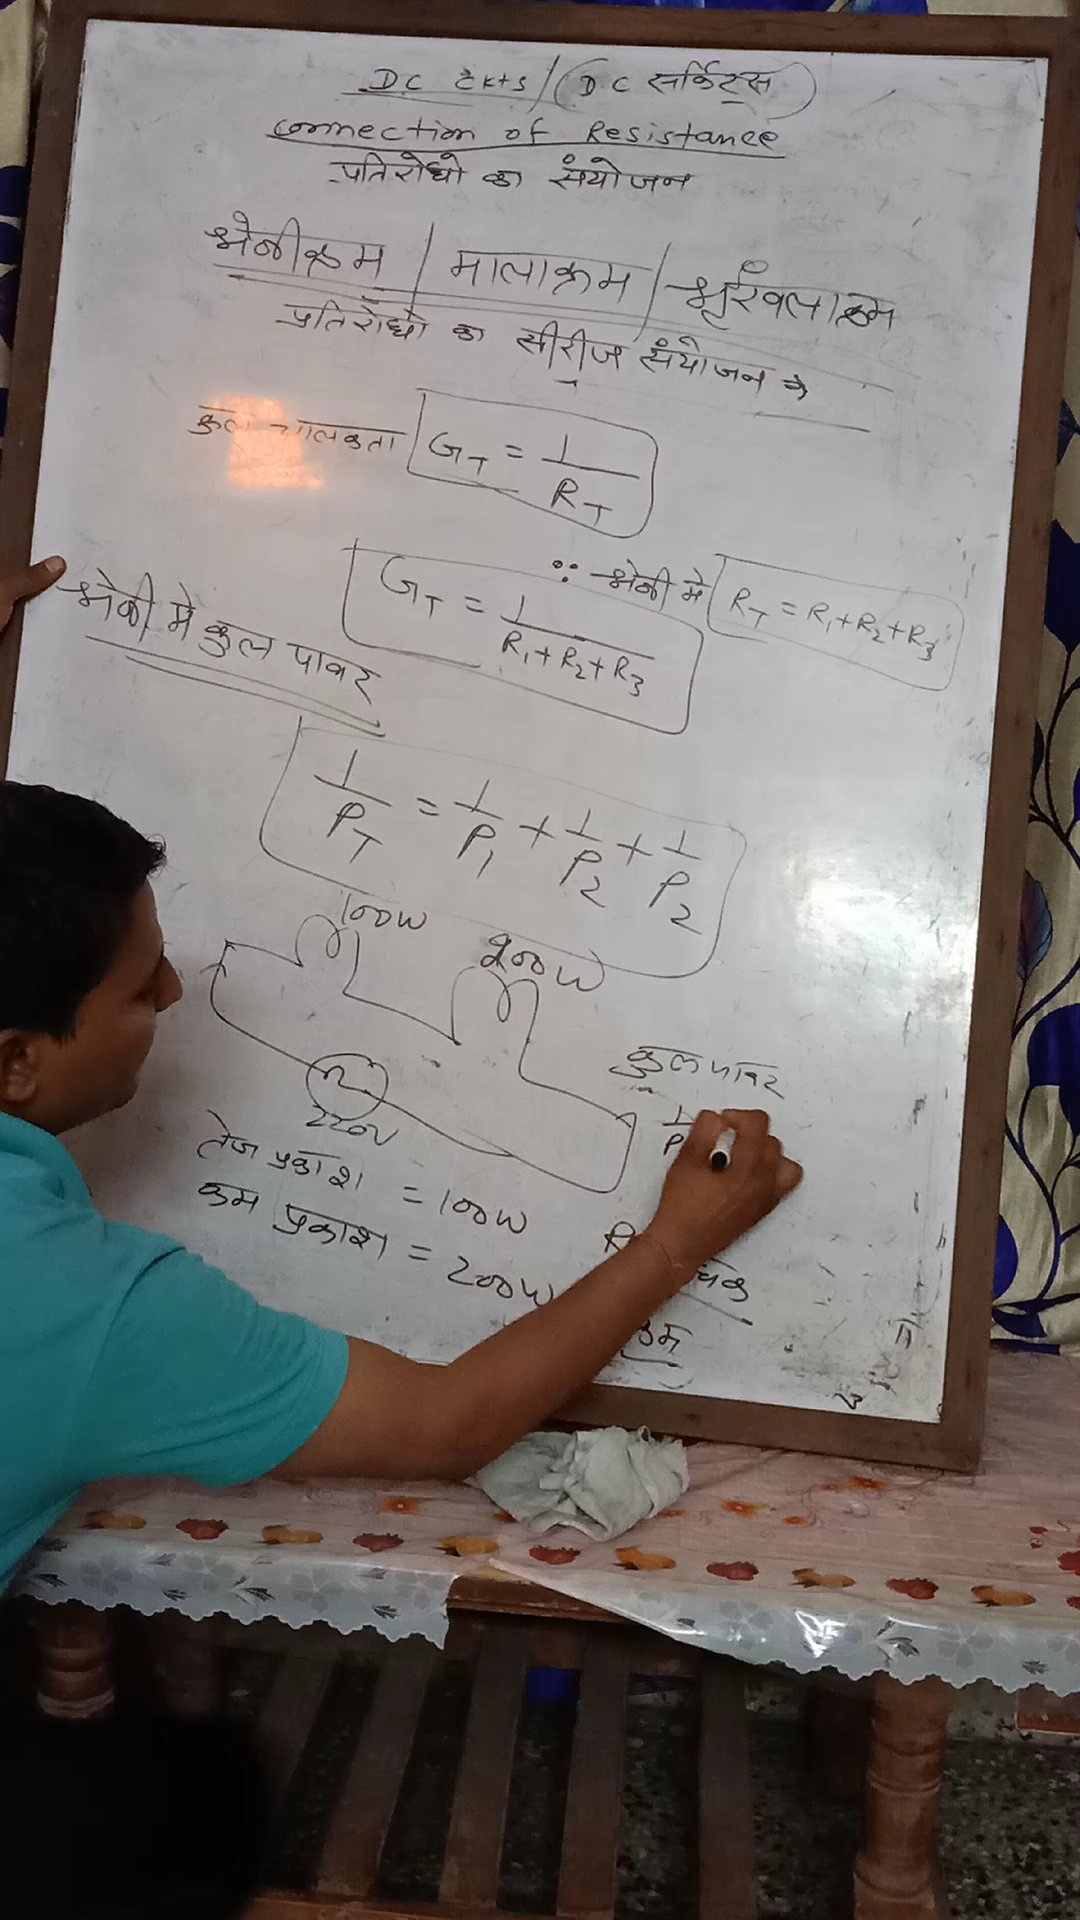 D.C CKtS / (D.C सर्किट्स)
Connection of Resistance
प्रतिरोधो का संयोजन
श्रेणीक्रम / मालाक्रम / श्रृंखलाक्रम
प्रतिरोधो का सीरीज संयोजन मे
कुल चालकता G_T = 1/R_T
∵ श्रेणी में R_T = R₁+R₂+R₃
G_T = 1/(R₁+R₂+R₃)
श्रेणी में कुल पावर
1/P_T = 1/P₁ + 1/P₂ + 1/P₂
100W
200W
220V
कुल पावर
1/P
तेज प्रकाश = 100W
कम प्रकाश = 200W
R
कम